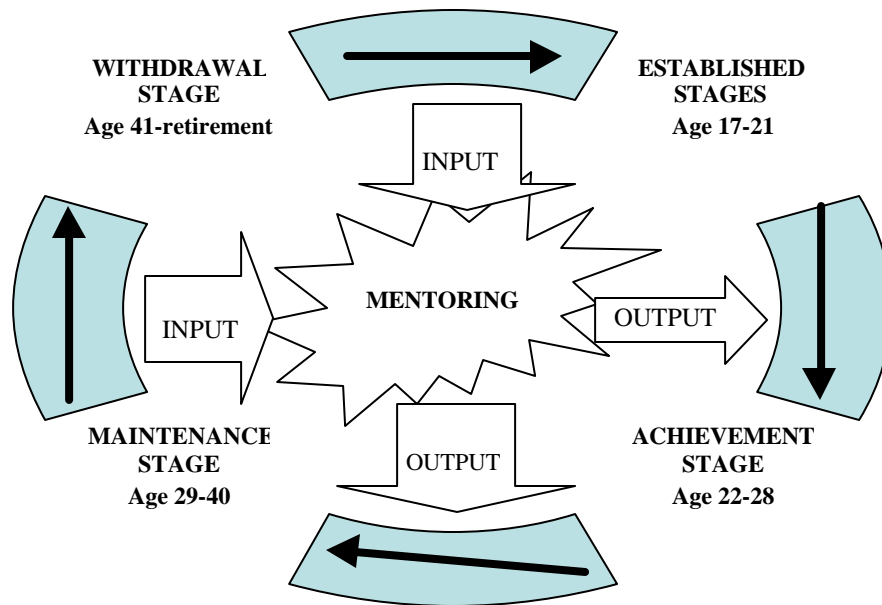 WITHDRAWAL
STAGE
Age 41-retirement
ESTABLISHED
STAGES
Age 17-21
INPUT
MENTORING
INPUT
OUTPUT
MAINTENANCE
STAGE
Age 29-40
OUTPUT
ACHIEVEMENT
STAGE
Age 22-28